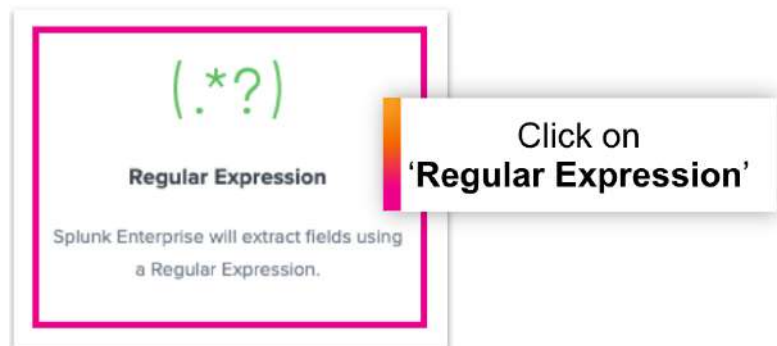 (.*?)
Regular Expression
Splunk Enterprise will extract fields using
a Regular Expression.
Click on
‘Regular Expression’